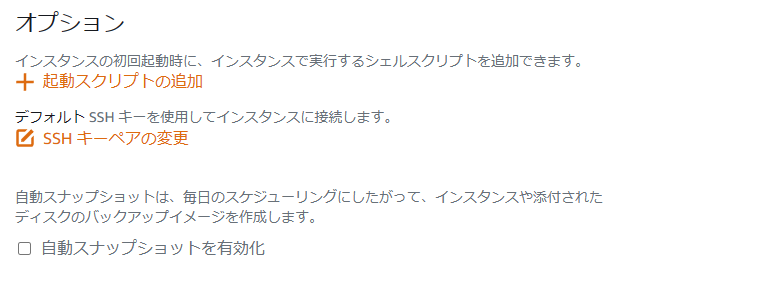 オプション
インスタンスの初回起動時に、インスタンスで実行するシェルスクリプトを追加できます。
起動スクリプトの追加
デフォルト SSH キーを使用してインスタンスに接続します。
SSH キーペアの変更
自動スナップショットは、毎日のスケジューリングにしたがって、インスタンスや添付された
ディスクのバックアップイメージを作成します。
自動スナップショットを有効化